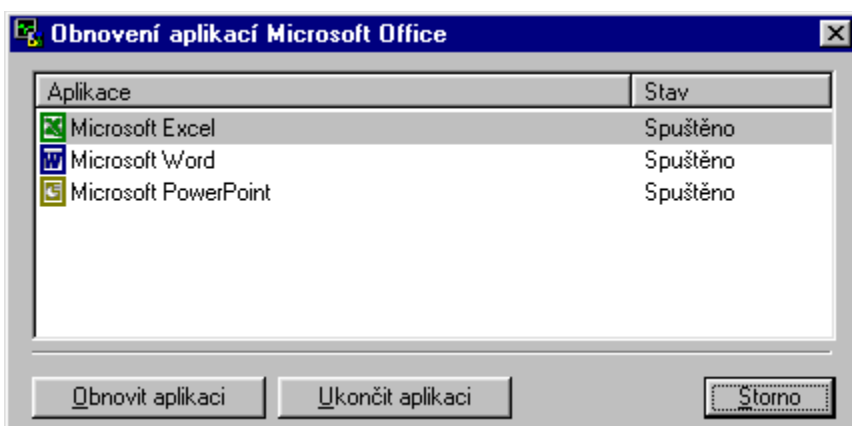 Obnovení aplikací Microsoft Office
Aplikace Stav
Microsoft Excel Spuštěno
Microsoft Word Spuštěno
Microsoft PowerPoint Spuštěno
Obnovit aplikaci Ukončit aplikaci Storno